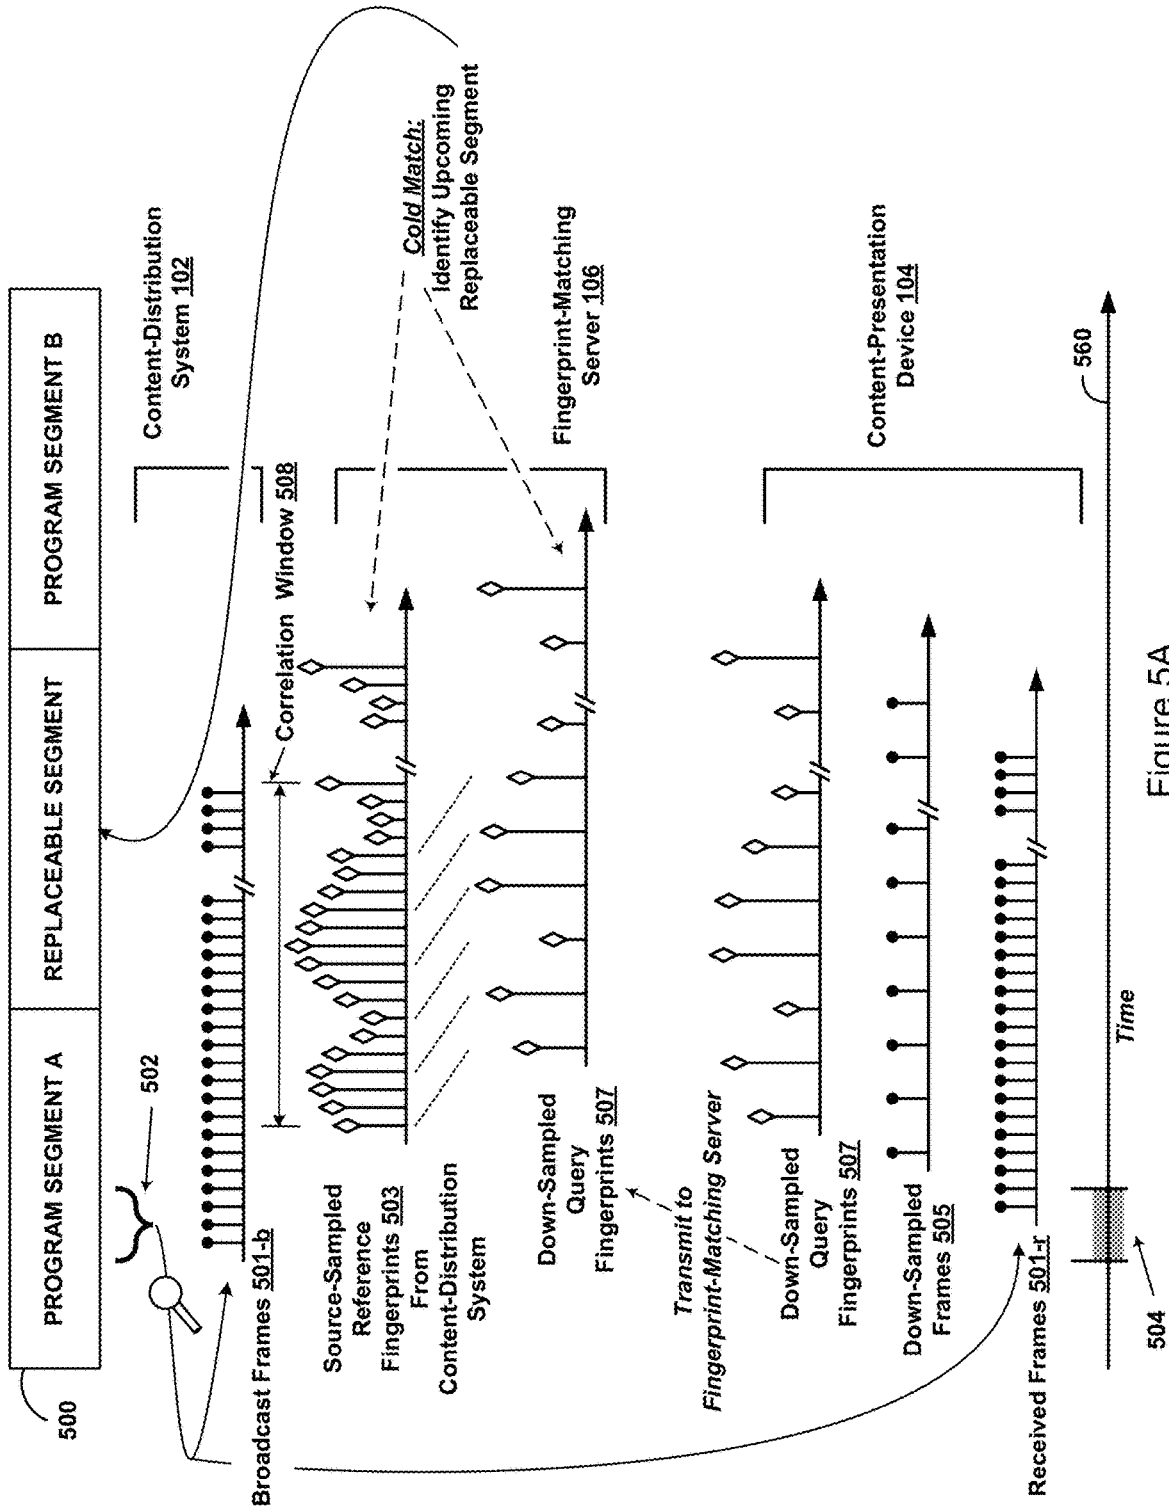 500
PROGRAM SEGMENT A
REPLACEABLE SEGMENT
PROGRAM SEGMENT B
502
Content-Distribution
System 102
Broadcast Frames 501-b
Correlation Window 508
Source-Sampled
Reference
Fingerprints 503
From
Content-Distribution
System
Cold Match:
Identify Upcoming
Replaceable Segment
Down-Sampled
Query
Fingerprints 507
Fingerprint-Matching
Server 106
Transmit to
Fingerprint-Matching Server
Down-Sampled
Query
Fingerprints 507
Down-Sampled
Frames 505
Content-Presentation
Device 104
Received Frames 501-r
504
Time
560
Figure 5A